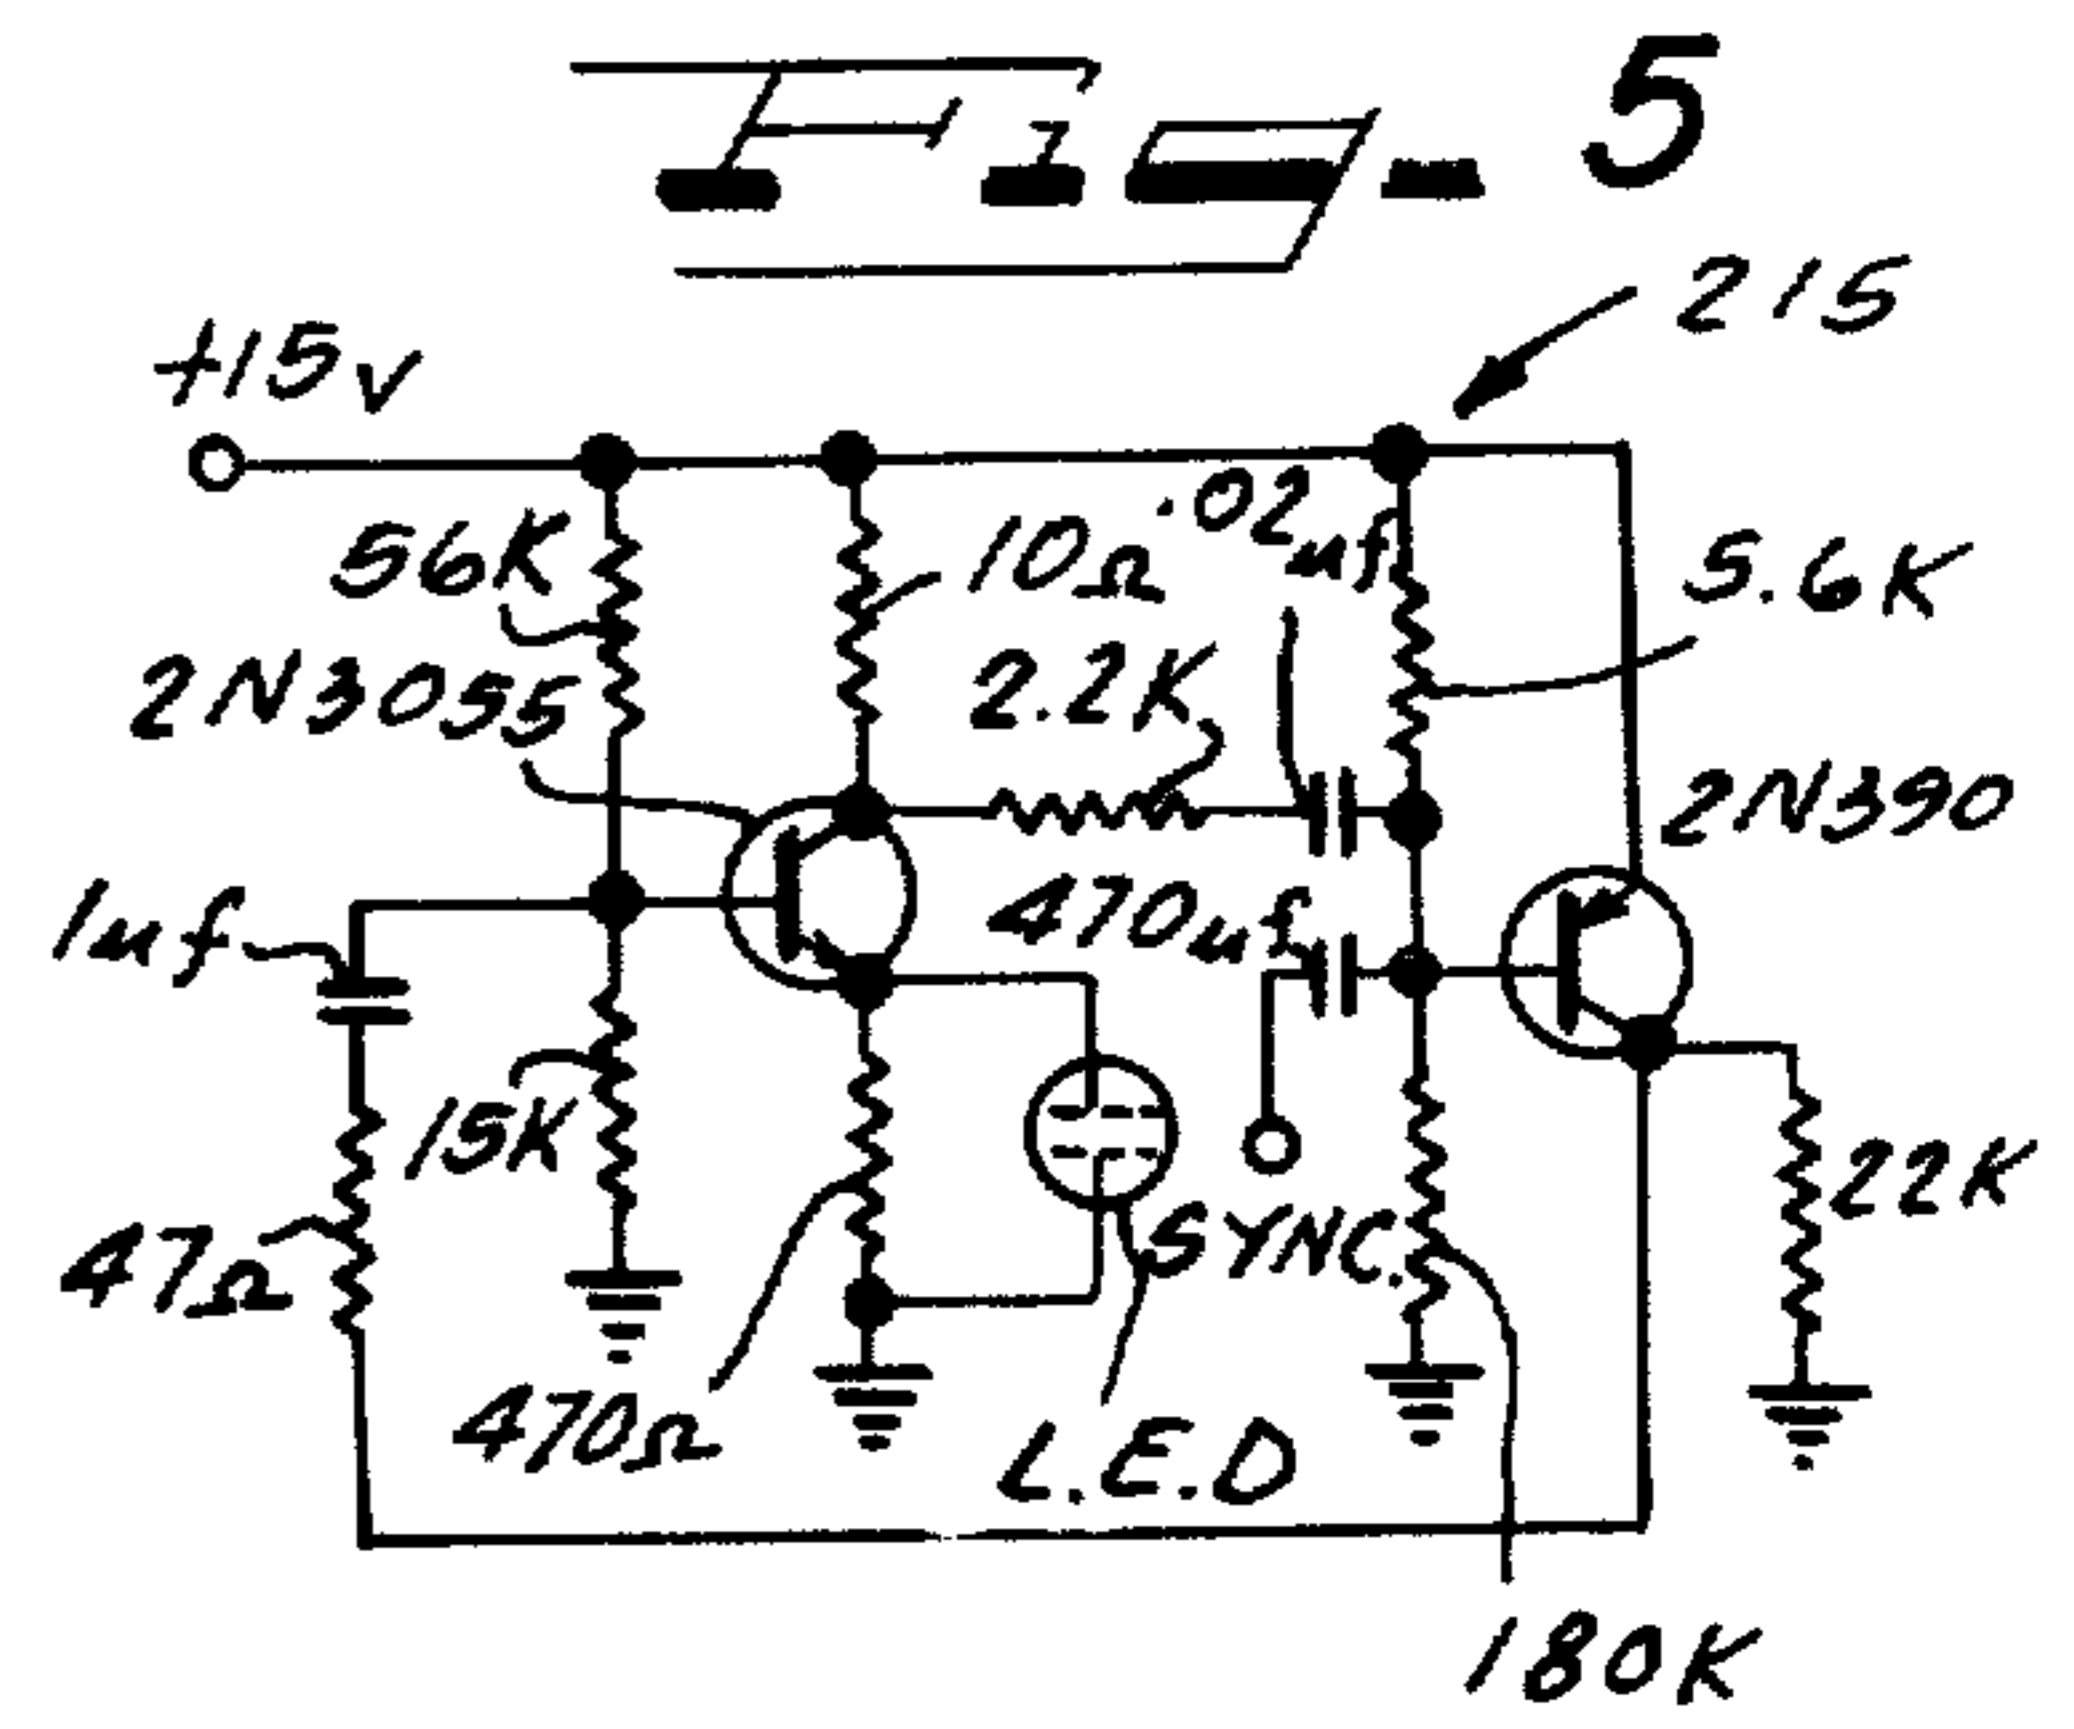 Fig-5
215
+15v
56K
10Ω
.02uf
5.6K
2N3055
2.2K
2N390
1uf
470uf
15K
47Ω
SYNC.
22K
470Ω
L.E.D
180K